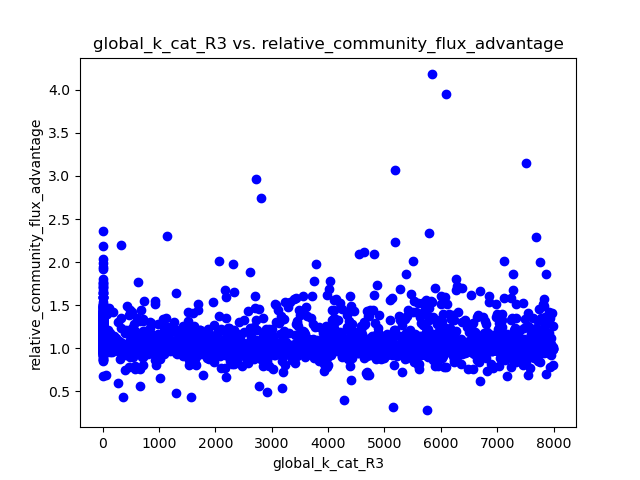 global_k_cat_R3 vs. relative_community_flux_advantage
relative_community_flux_advantage
4.0
3.5
3.0
2.5
2.0
1.5
1.0
0.5
0 1000 2000 3000 4000 5000 6000 7000 8000
global_k_cat_R3